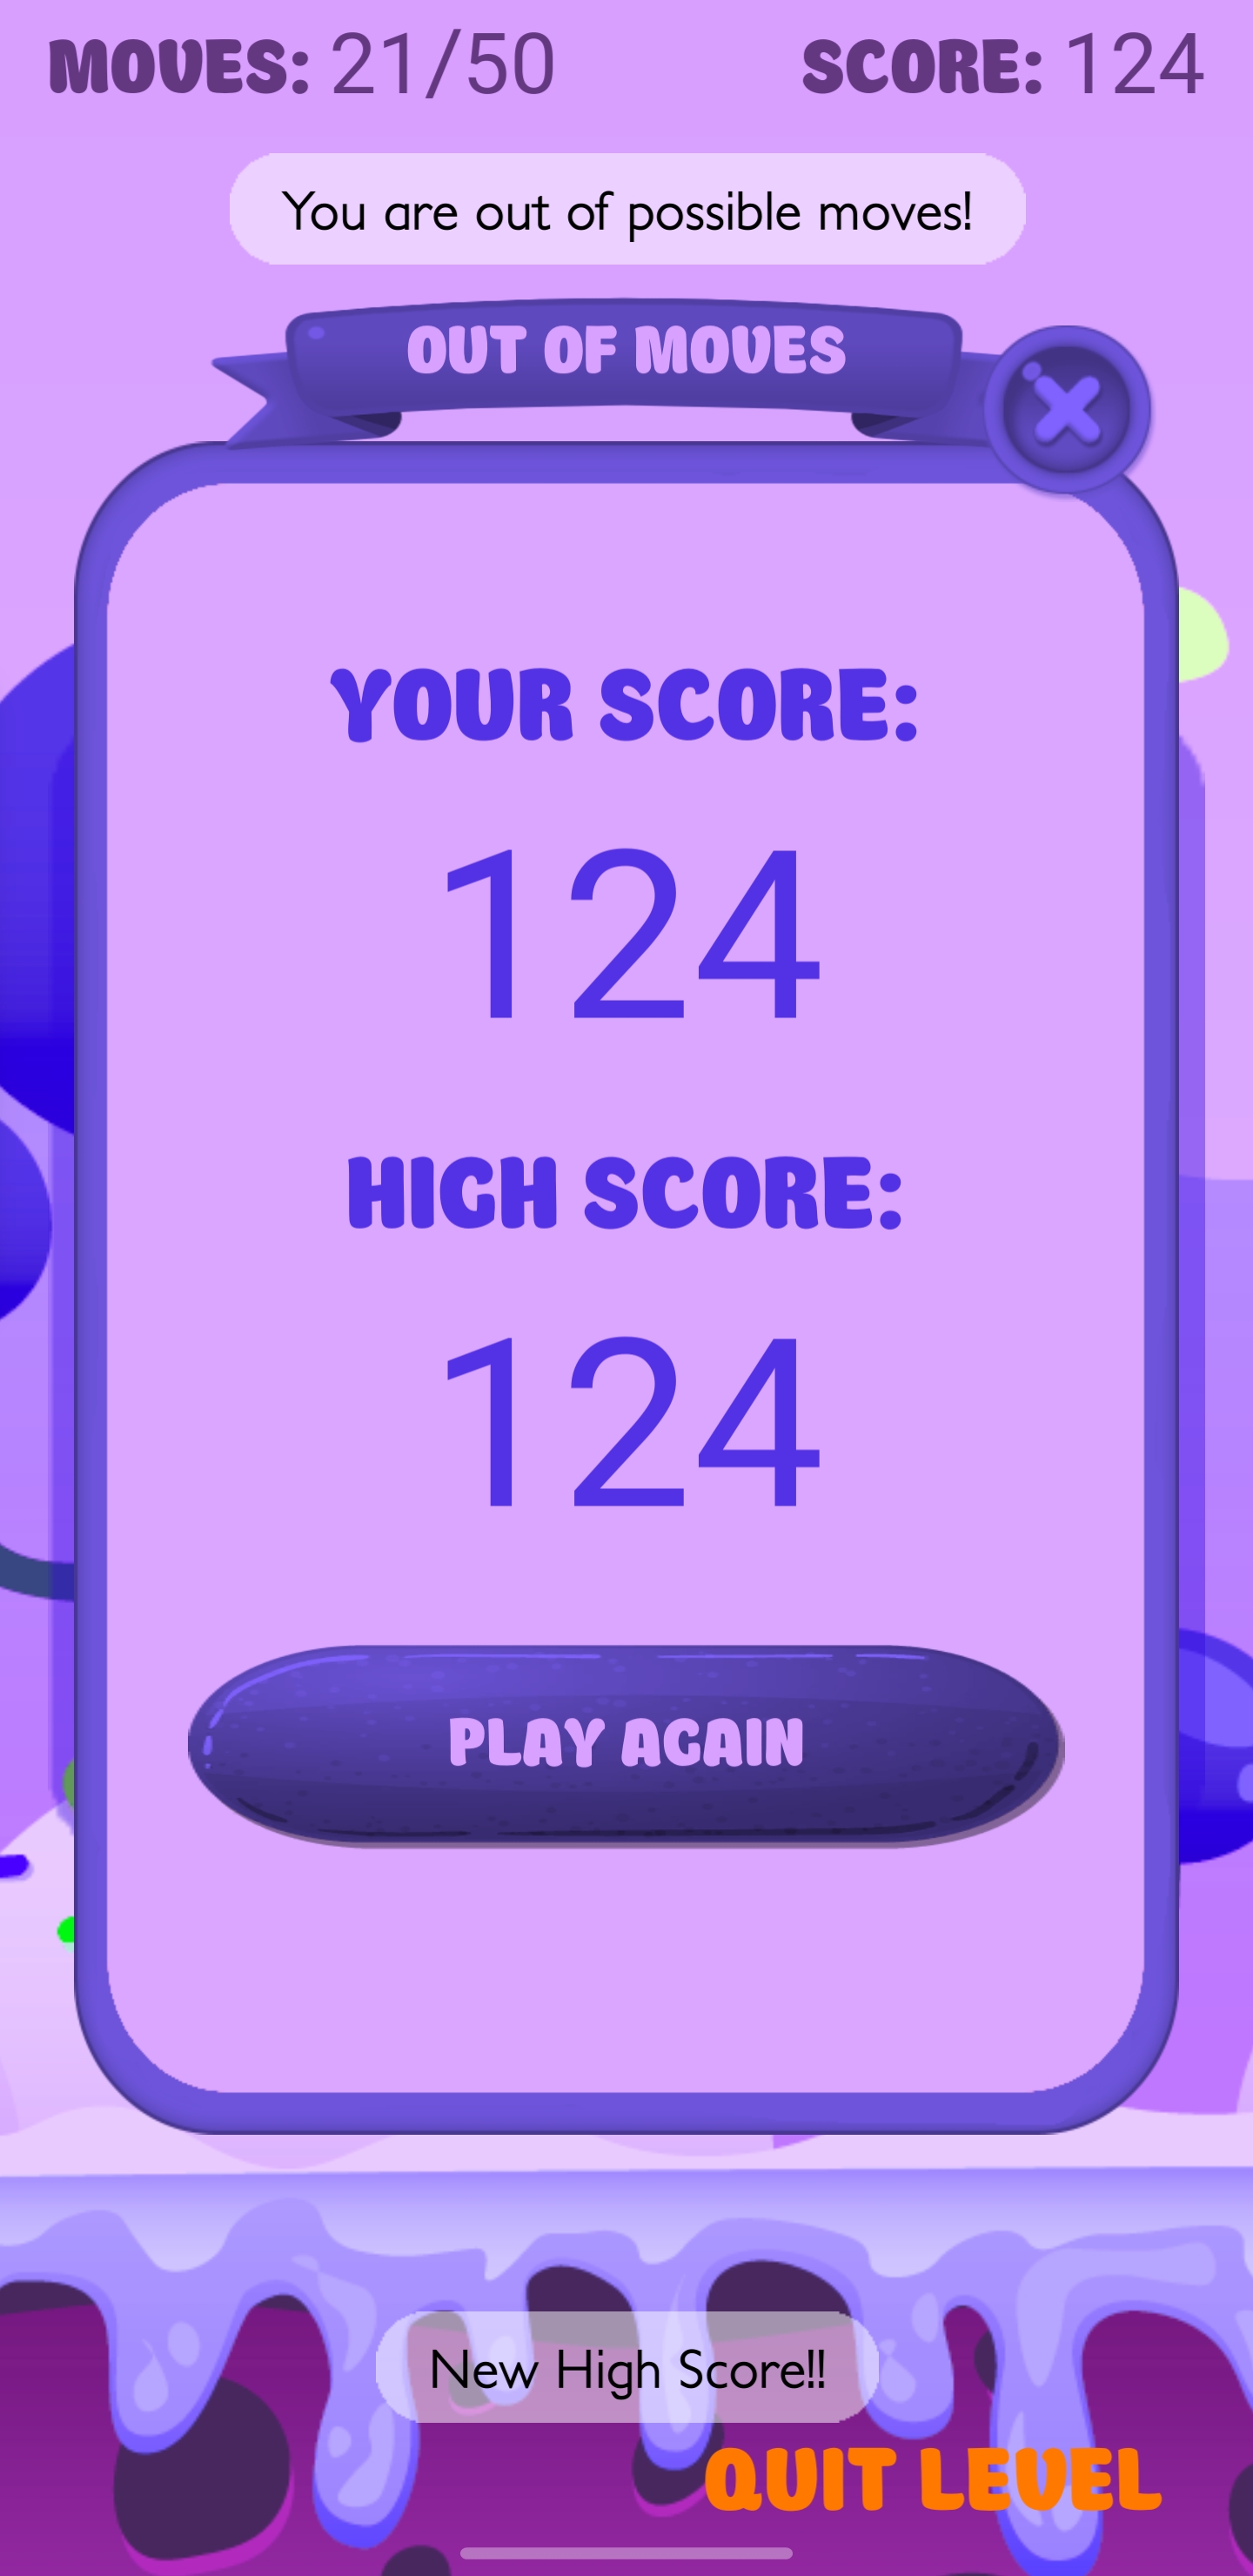 MOVES: 21/50 SCORE: 124
You are out of possible moves!
OUT OF MOVES
YOUR SCORE:
124
HIGH SCORE:
124
PLAY AGAIN
New High Score!!
QUIT LEVEL